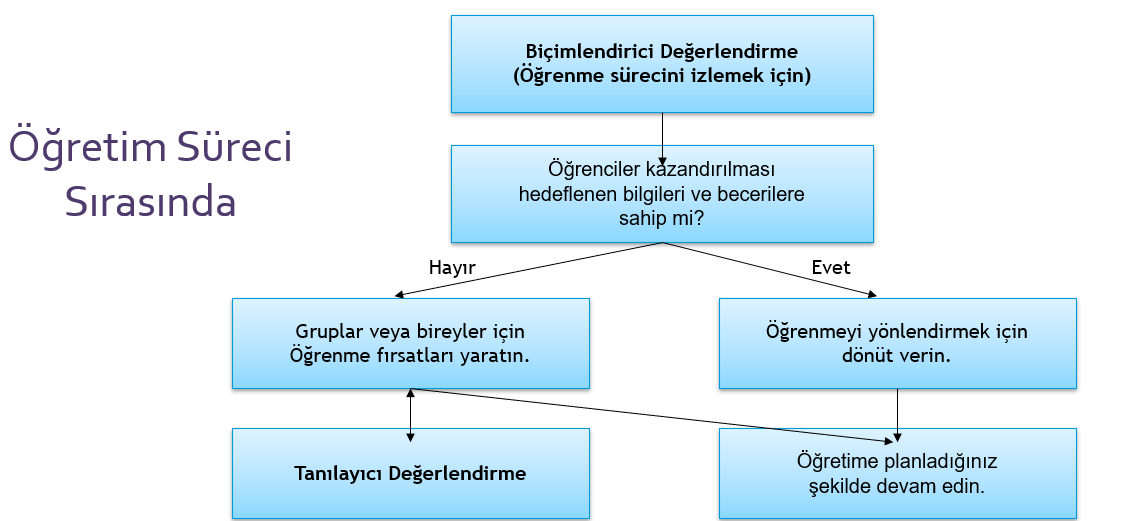 Öğretim Süreci
Sırasında
Biçimlendirici Değerlendirme
(Öğrenme sürecini izlemek için)
Öğrenciler kazandırılması
hedeflenen bilgileri ve becerilere
sahip mi?
Hayır
Evet
Gruplar veya bireyler için
Öğrenme fırsatları yaratın.
Öğrenmeyi yönlendirmek için
dönüt verin.
Tanılayıcı Değerlendirme
Öğretime planladığınız
şekilde devam edin.